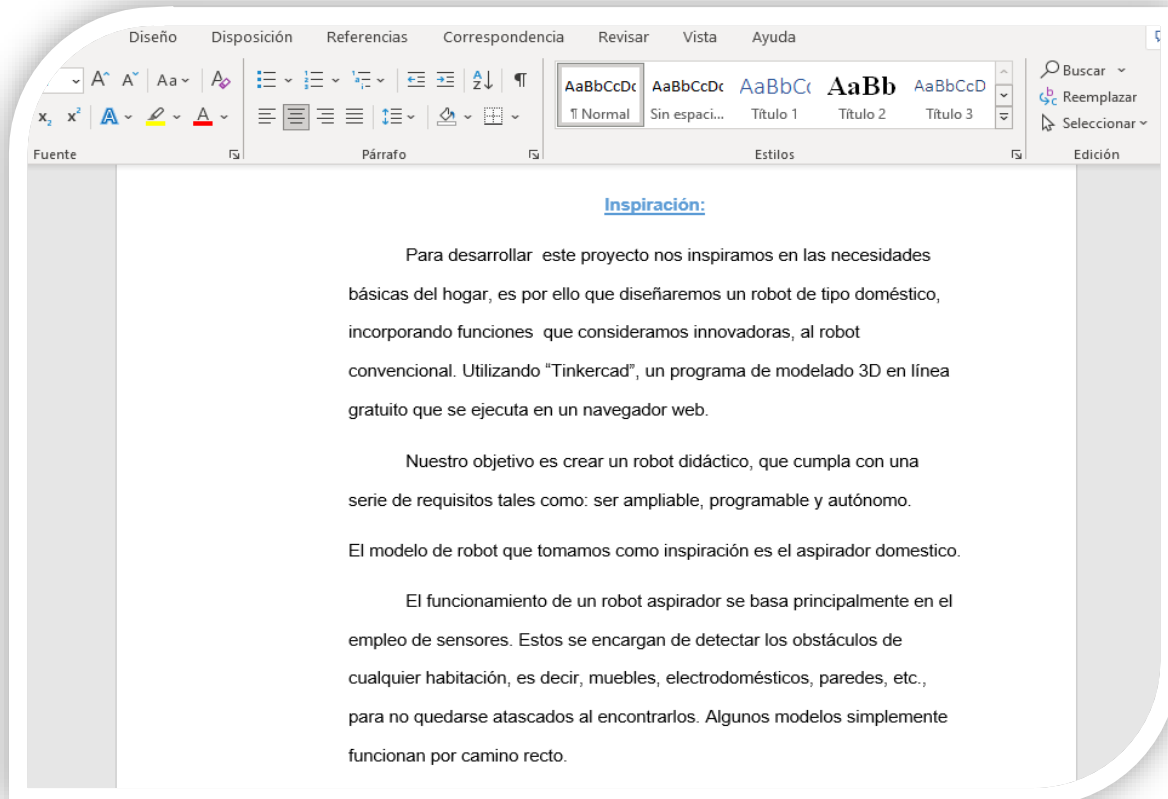 Diseño Disposición Referencias Correspondencia Revisar Vista Ayuda
A A Aa A Buscar
AaBbCcDc AaBbCcDc AaBbCc AaBb AaBbCcD Reemplazar
x₂ x² A A ¶ Normal Sin espaci... Título 1 Título 2 Título 3 Seleccionar
Fuente Párrafo Estilos Edición
Inspiración:
Para desarrollar  este proyecto nos inspiramos en las necesidades
básicas del hogar, es por ello que diseñaremos un robot de tipo doméstico,
incorporando funciones  que consideramos innovadoras, al robot
convencional. Utilizando “Tinkercad”, un programa de modelado 3D en línea
gratuito que se ejecuta en un navegador web.
Nuestro objetivo es crear un robot didáctico, que cumpla con una
serie de requisitos tales como: ser ampliable, programable y autónomo.
El modelo de robot que tomamos como inspiración es el aspirador domestico.
El funcionamiento de un robot aspirador se basa principalmente en el
empleo de sensores. Estos se encargan de detectar los obstáculos de
cualquier habitación, es decir, muebles, electrodomésticos, paredes, etc.,
para no quedarse atascados al encontrarlos. Algunos modelos simplemente
funcionan por camino recto.